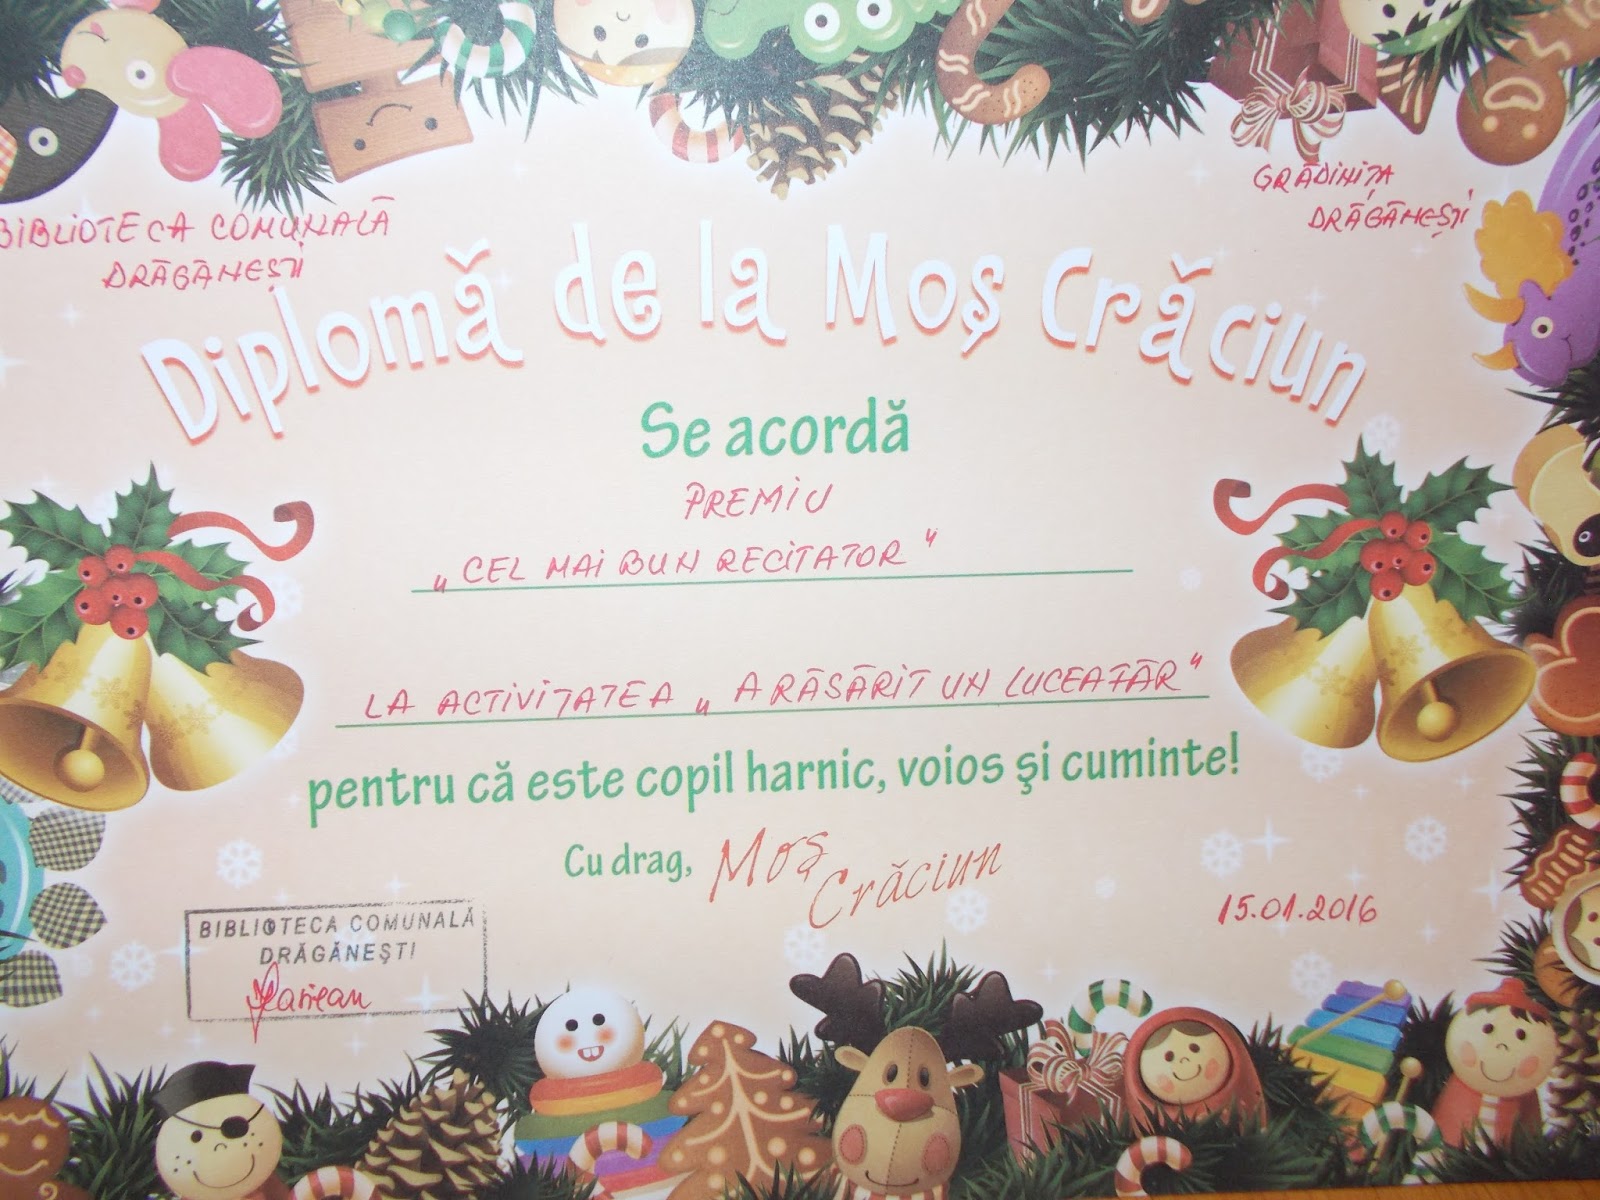 BIBLIOTECA COMUNALĂ
DRĂGĂNEȘTI
GRĂDINIȚA
DRĂGĂNEȘTI
Diplomă de la Moș Crăciun
Se acordă
PREMIU
„CEL MAI BUN RECITATOR"
LA ACTIVITATEA „A RĂSĂRIT UN LUCEAFĂR"
pentru că este copil harnic, voios şi cuminte!
Cu drag, Moș Crăciun
15.01.2016
BIBLIOTECA COMUNALĂ
DRĂGĂNEȘTI